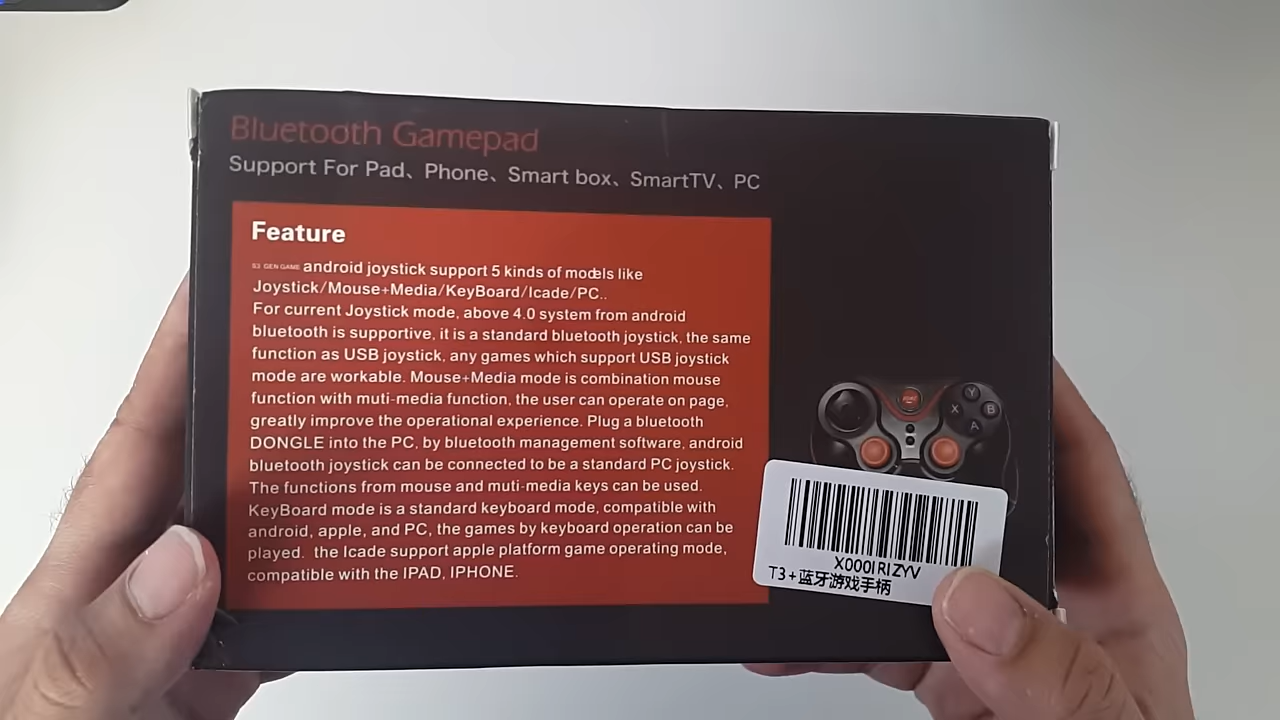 Bluetooth Gamepad
Support For Pad、Phone、Smart box、SmartTV、PC
Feature
S3 GEN GAME android joystick support 5 kinds of models like
Joystick/Mouse+Media/KeyBoard/Icade/PC..
For current Joystick mode, above 4.0 system from android
bluetooth is supportive, it is a standard bluetooth joystick, the same
function as USB joystick, any games which support USB joystick
mode are workable. Mouse+Media mode is combination mouse
function with muti-media function, the user can operate on page,
greatly improve the operational experience. Plug a bluetooth
DONGLE into the PC, by bluetooth management software, android
bluetooth joystick can be connected to be a standard PC joystick.
The functions from mouse and muti-media keys can be used.
KeyBoard mode is a standard keyboard mode, compatible with
android, apple, and PC, the games by keyboard operation can be
played. the Icade support apple platform game operating mode,
compatible with the IPAD, IPHONE.
Y
X B
A
X000IRIZYV
T3+蓝牙游戏手柄